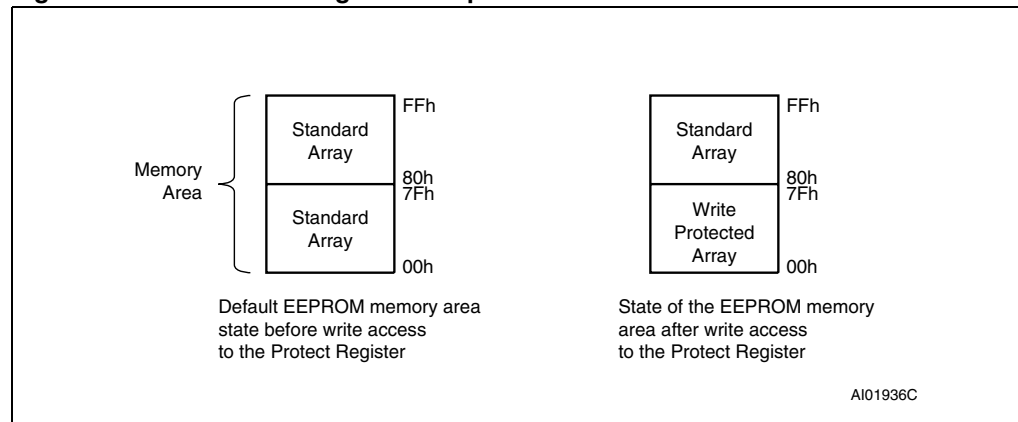 Memory
Area
Standard
Array
Standard
Array
FFh
80h
7Fh
00h
Default EEPROM memory area
state before write access
to the Protect Register
Standard
Array
Write
Protected
Array
FFh
80h
7Fh
00h
State of the EEPROM memory
area after write access
to the Protect Register
AI01936C